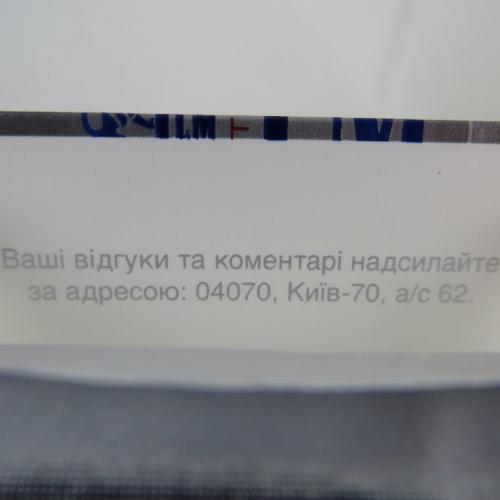 Ваші відгуки та коментарі надсилайте
за адресою: 04070, Київ-70, а/с 62.